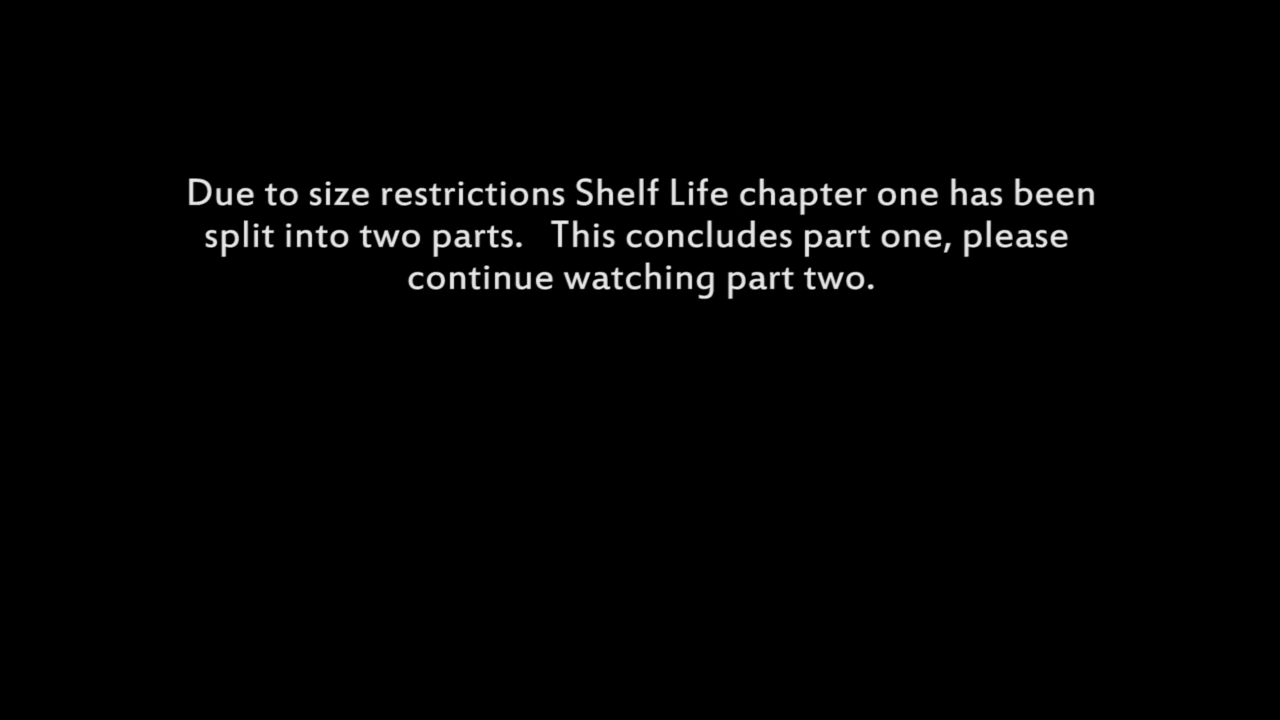 Due to size restrictions Shelf Life chapter one has been
split into two parts.   This concludes part one, please
continue watching part two.